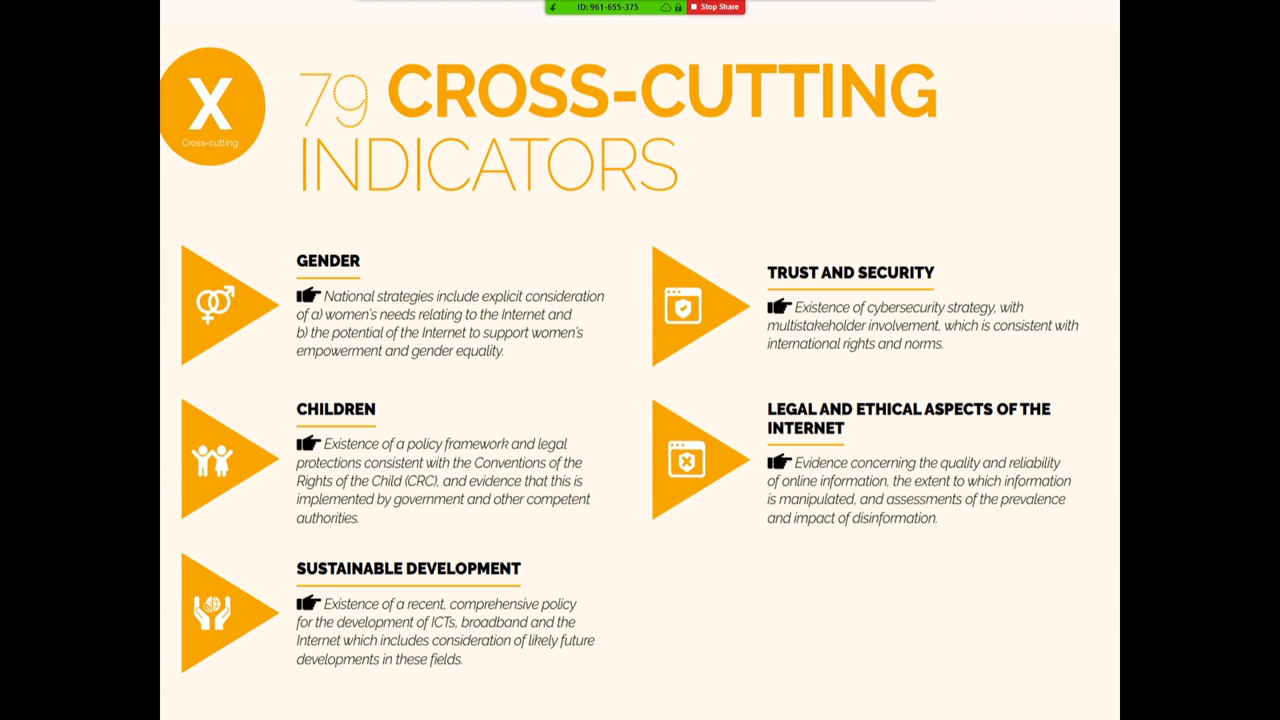 ID: 961-655-375
Stop Share
X
Cross-cutting
79 CROSS-CUTTING
INDICATORS
GENDER
National strategies include explicit consideration
of a) women's needs relating to the Internet and
b) the potential of the Internet to support women's
empowerment and gender equality.
CHILDREN
Existence of a policy framework and legal
protections consistent with the Conventions of the
Rights of the Child (CRC), and evidence that this is
implemented by government and other competent
authorities.
SUSTAINABLE DEVELOPMENT
Existence of a recent, comprehensive policy
for the development of ICTs, broadband and the
Internet which includes consideration of likely future
developments in these fields.
TRUST AND SECURITY
Existence of cybersecurity strategy, with
multistakeholder involvement, which is consistent with
international rights and norms.
LEGAL AND ETHICAL ASPECTS OF THE
INTERNET
Evidence concerning the quality and reliability
of online information, the extent to which information
is manipulated, and assessments of the prevalence
and impact of disinformation.